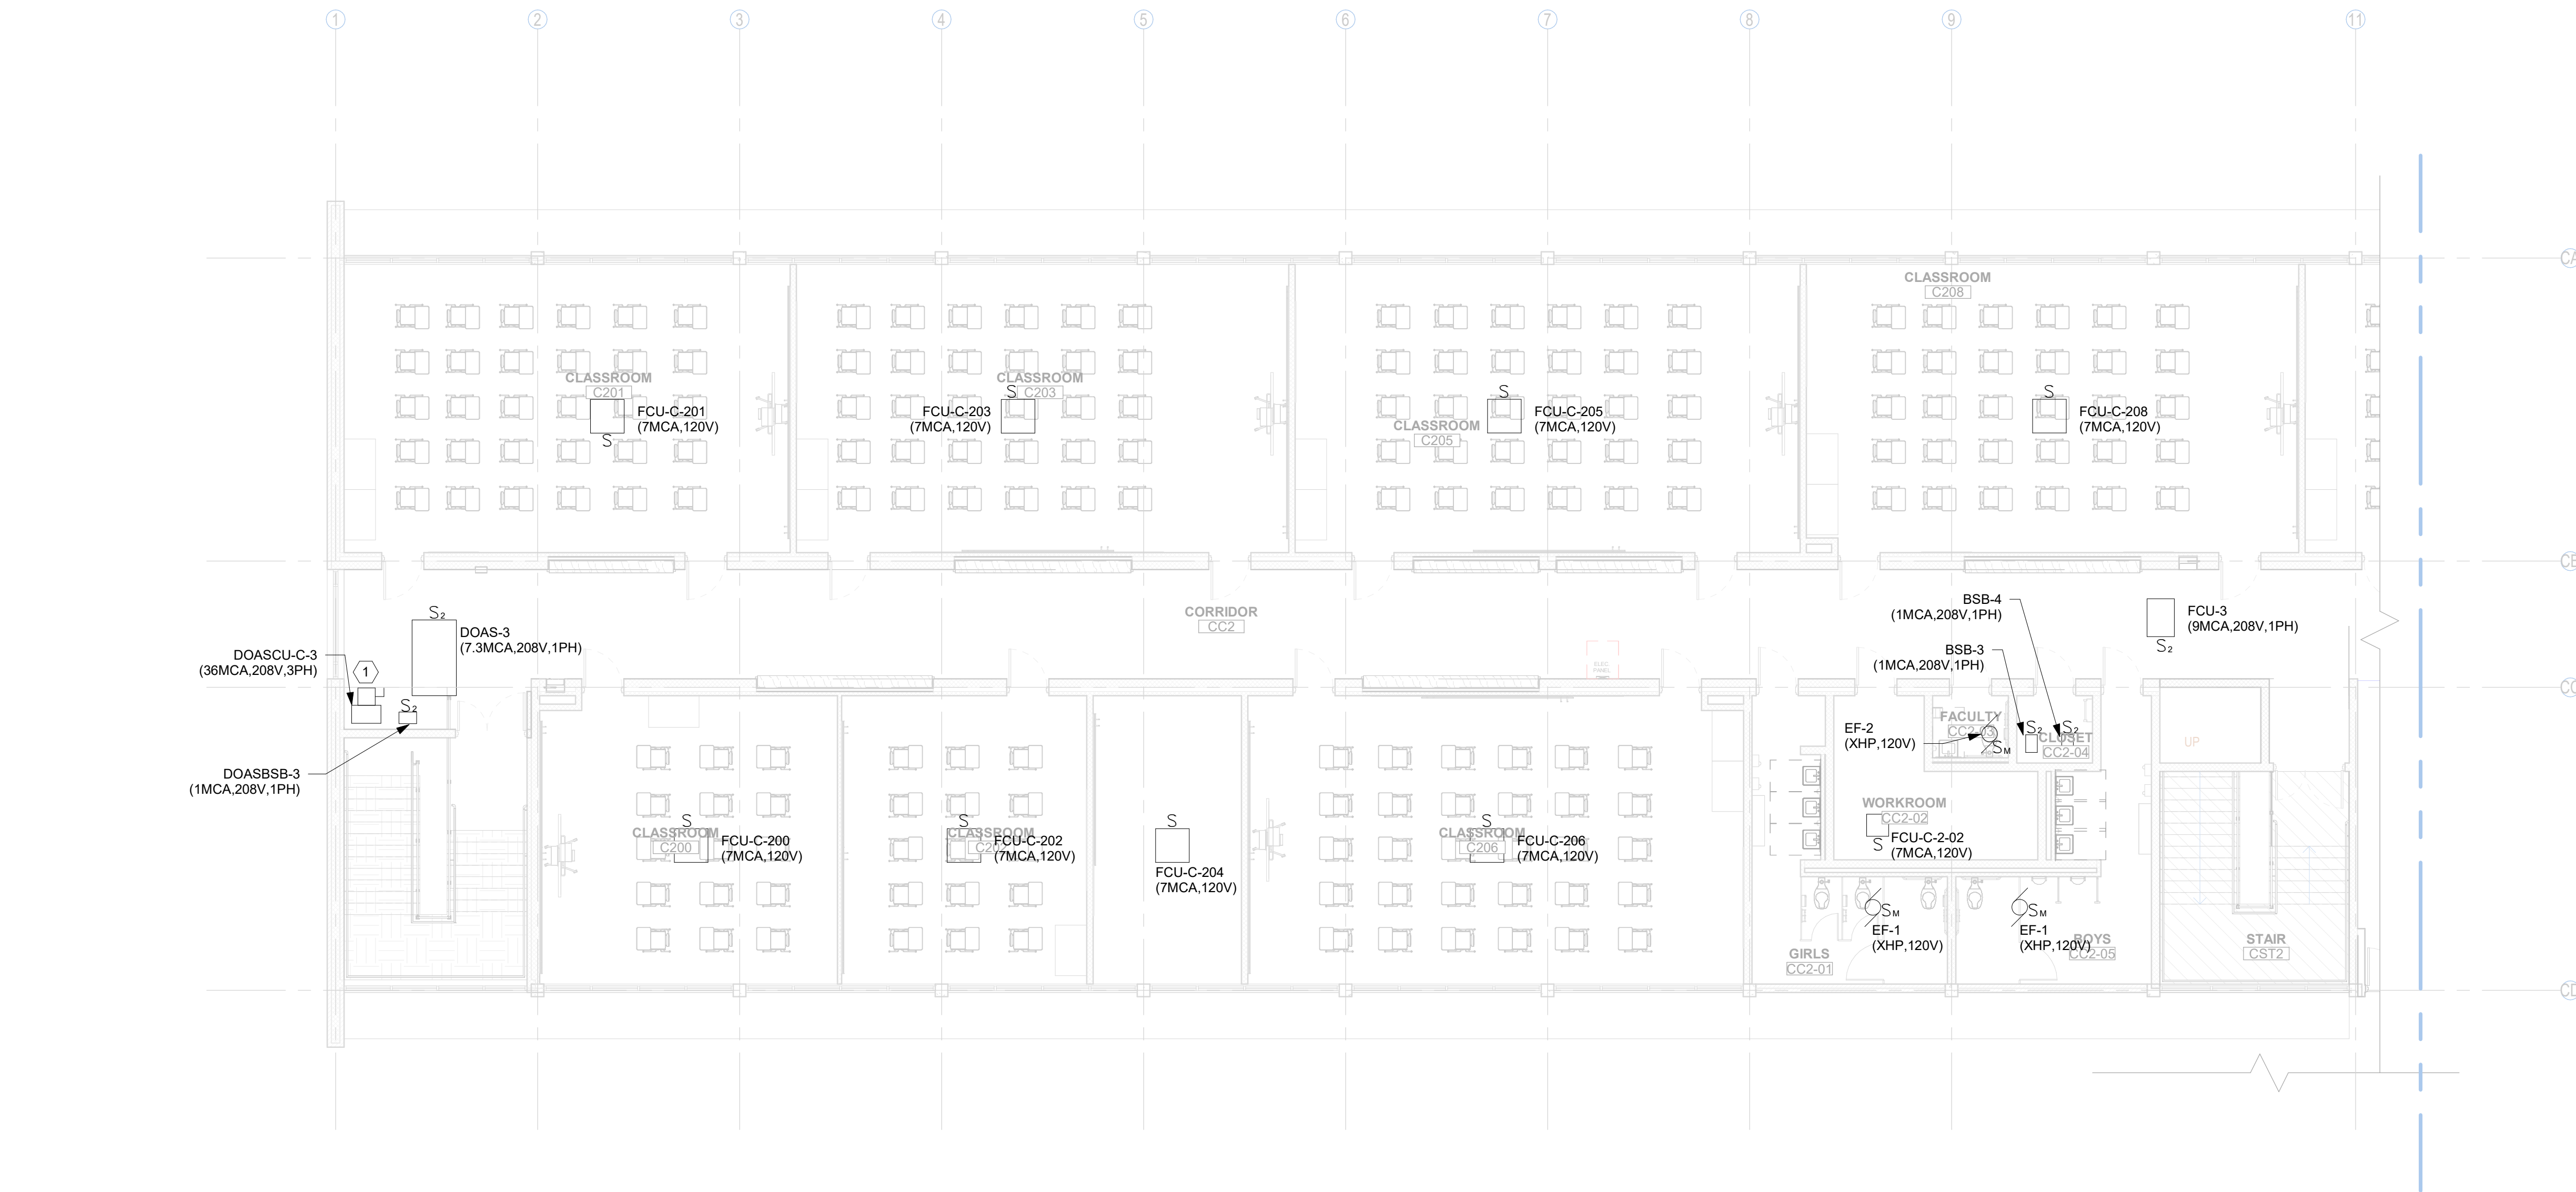 1
2
3
4
5
6
7
8
9
11
CA
CLASSROOM
C208
CLASSROOM
C201
FCU-C-201
(7MCA,120V)
S
CLASSROOM
C203
S
FCU-C-203
(7MCA,120V)
S
FCU-C-205
(7MCA,120V)
CLASSROOM
C205
S
FCU-C-208
(7MCA,120V)
S2
DOAS-3
(7.3MCA,208V,1PH)
DOASCU-C-3
(36MCA,208V,3PH)
1
S2
DOASBSB-3
(1MCA,208V,1PH)
CORRIDOR
CC2
ELEC.
PANEL
BSB-4
(1MCA,208V,1PH)
BSB-3
(1MCA,208V,1PH)
FCU-3
(9MCA,208V,1PH)
S2
FACULTY
CC2-03
EF-2
(XHP,120V)
SM
S2
S2
CLOSET
CC2-04
UP
S
CLASSROOM
C200
FCU-C-200
(7MCA,120V)
S
CLASSROOM
C202
FCU-C-202
(7MCA,120V)
S
FCU-C-204
(7MCA,120V)
S
CLASSROOM
C206
FCU-C-206
(7MCA,120V)
WORKROOM
CC2-02
FCU-C-2-02
(7MCA,120V)
S
SM
EF-1
(XHP,120V)
SM
EF-1
(XHP,120V)
GIRLS
CC2-01
BOYS
CC2-05
STAIR
CST2